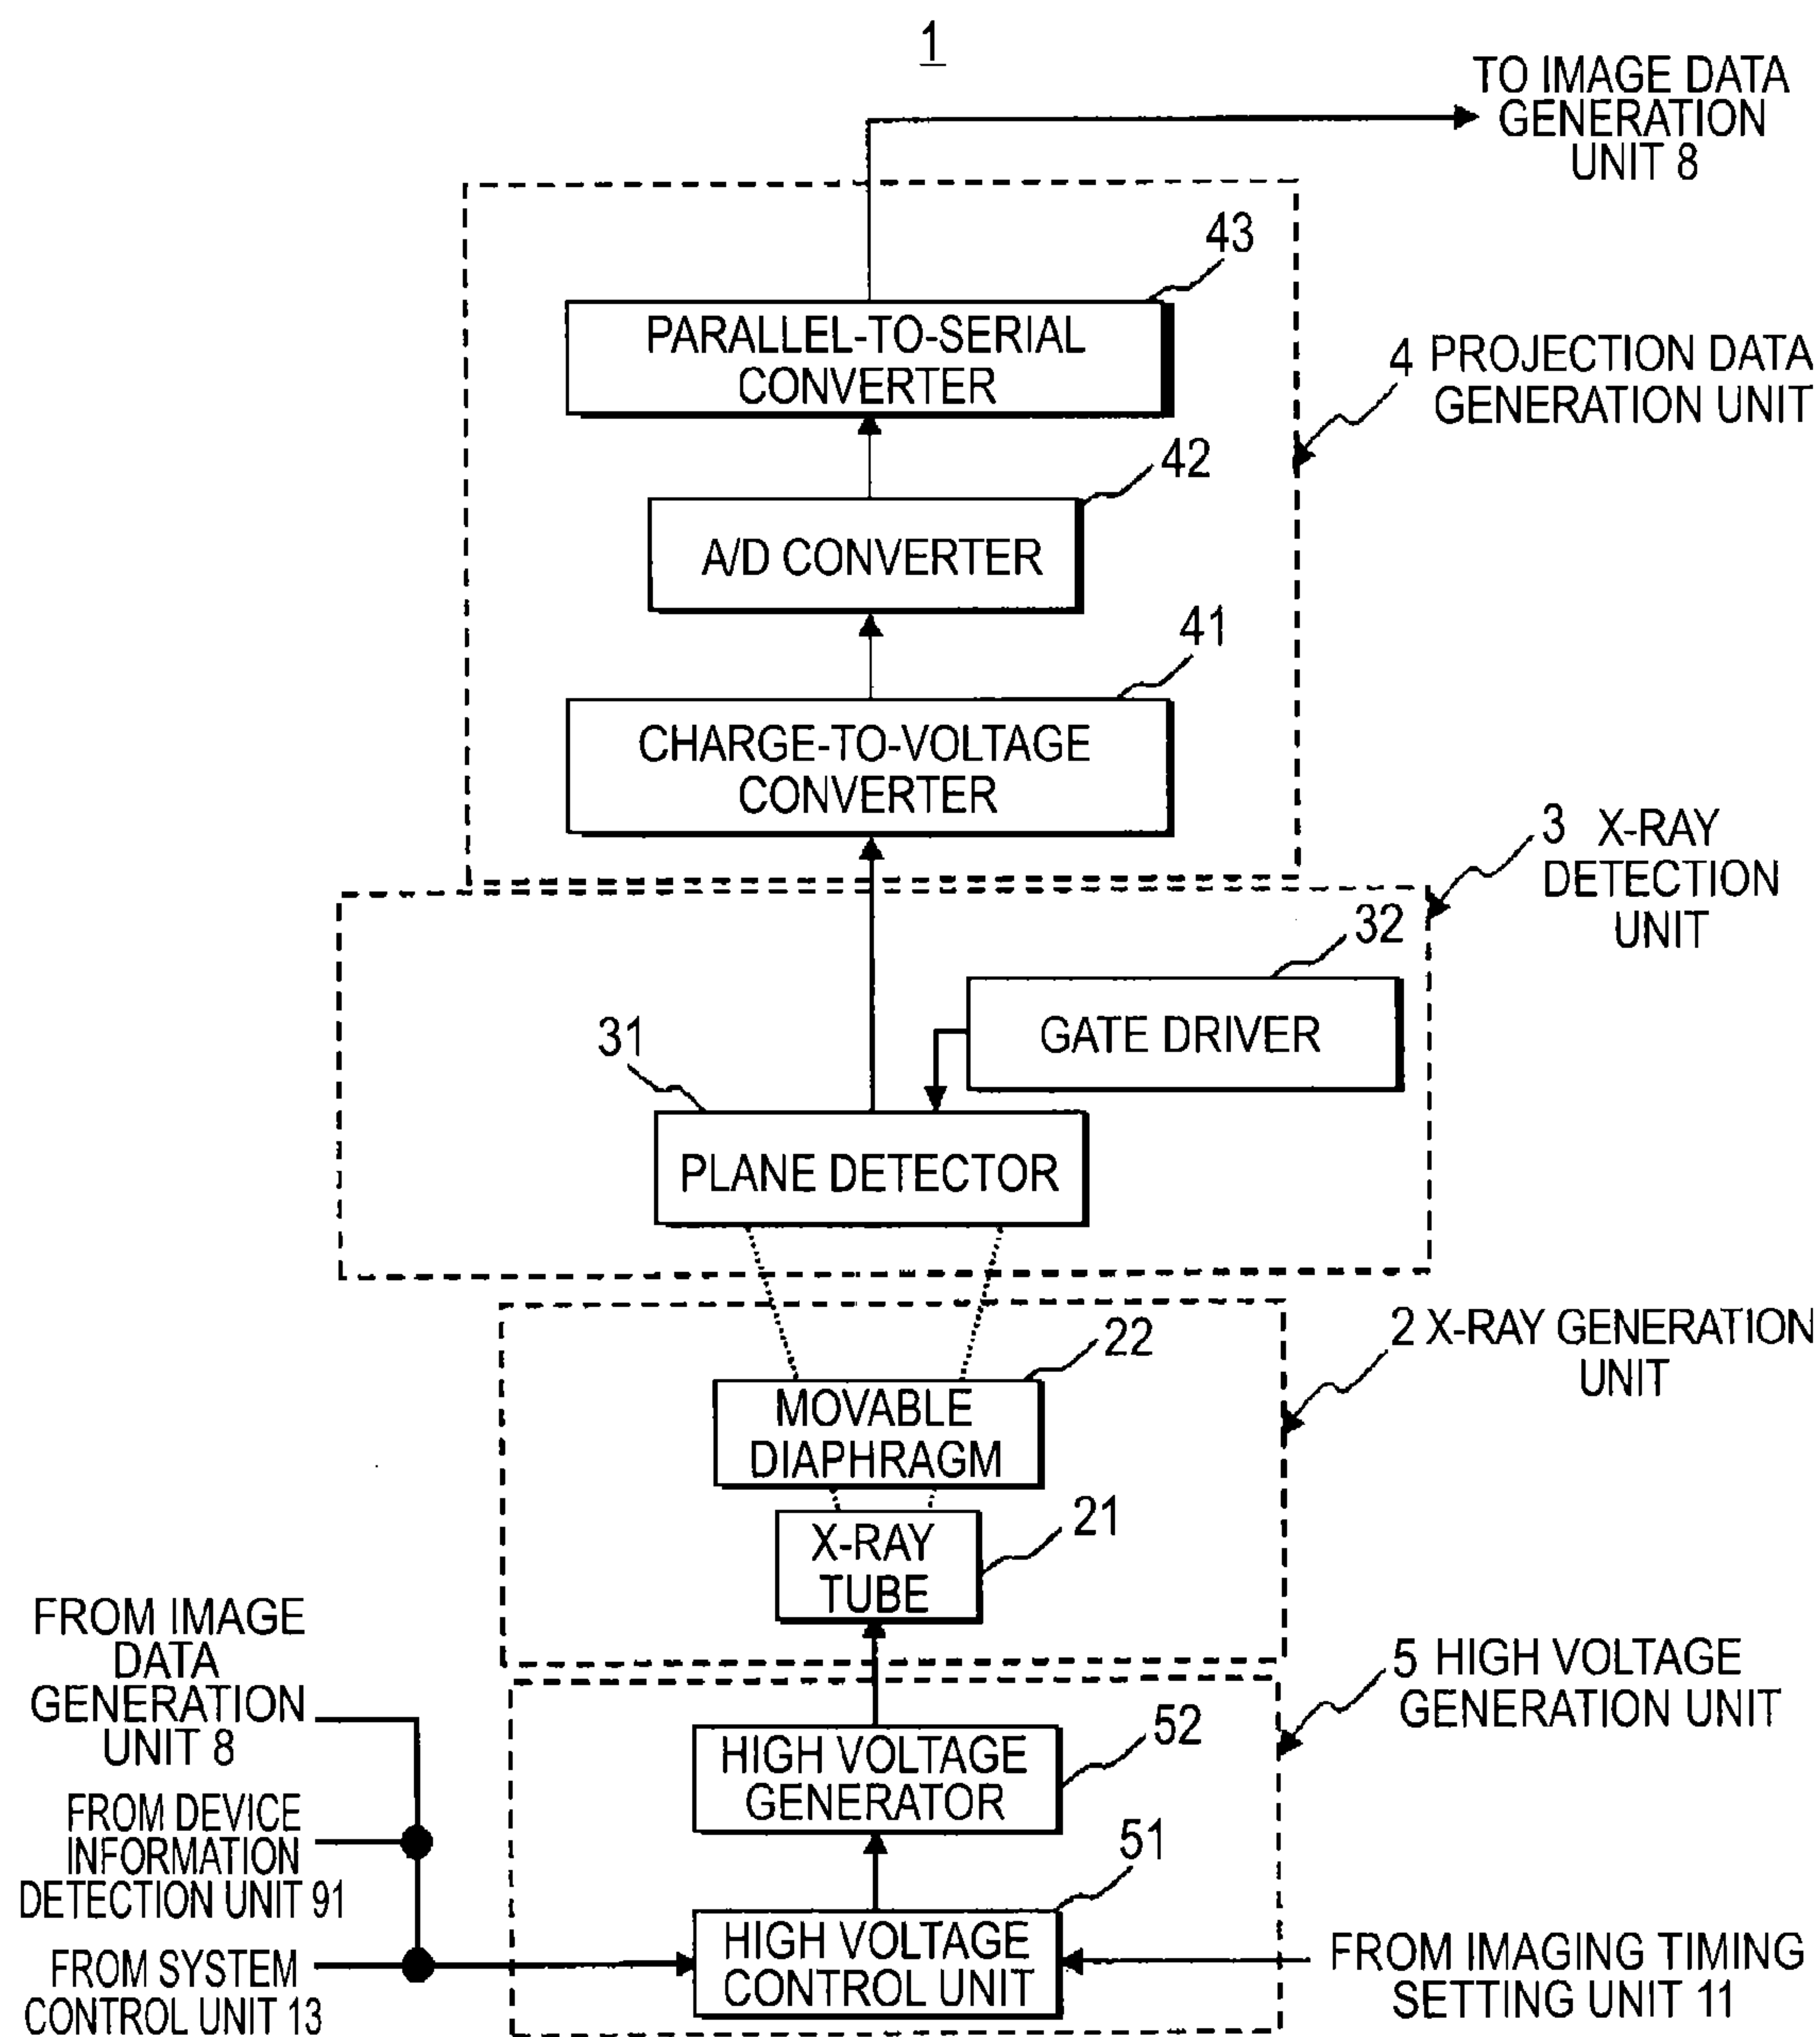 1
TO IMAGE DATA
GENERATION
UNIT 8
43
PARALLEL-TO-SERIAL
CONVERTER
4 PROJECTION DATA
GENERATION UNIT
42
A/D CONVERTER
41
CHARGE-TO-VOLTAGE
CONVERTER
3 X-RAY
DETECTION
UNIT
32
GATE DRIVER
31
PLANE DETECTOR
2 X-RAY GENERATION
UNIT
22
MOVABLE
DIAPHRAGM
21
X-RAY
TUBE
FROM IMAGE
DATA
GENERATION
UNIT 8
5 HIGH VOLTAGE
GENERATION UNIT
52
HIGH VOLTAGE
GENERATOR
FROM DEVICE
INFORMATION
DETECTION UNIT 91
51
HIGH VOLTAGE
CONTROL UNIT
FROM SYSTEM
CONTROL UNIT 13
FROM IMAGING TIMING
SETTING UNIT 11